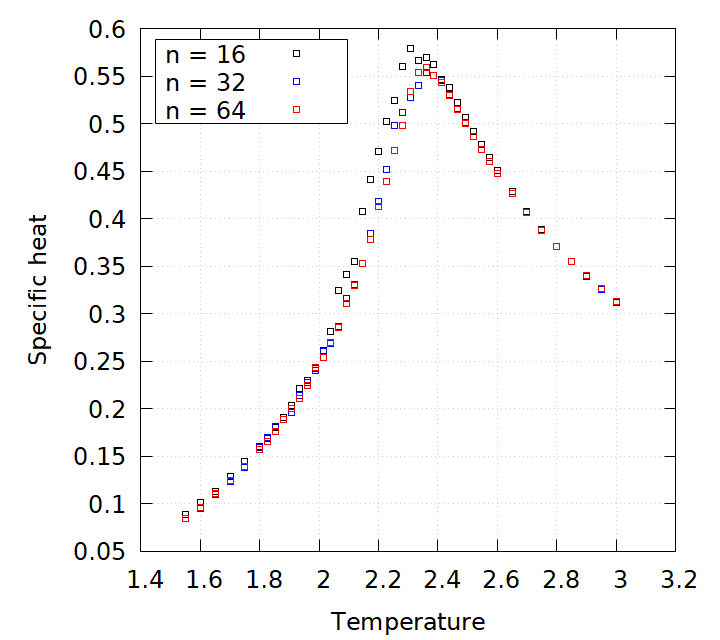 0.6
0.55
0.5
0.45
0.4
0.35
0.3
0.25
0.2
0.15
0.1
0.05
n = 16
n = 32
n = 64
Specific heat
1.4 1.6 1.8 2 2.2 2.4 2.6 2.8 3 3.2
Temperature